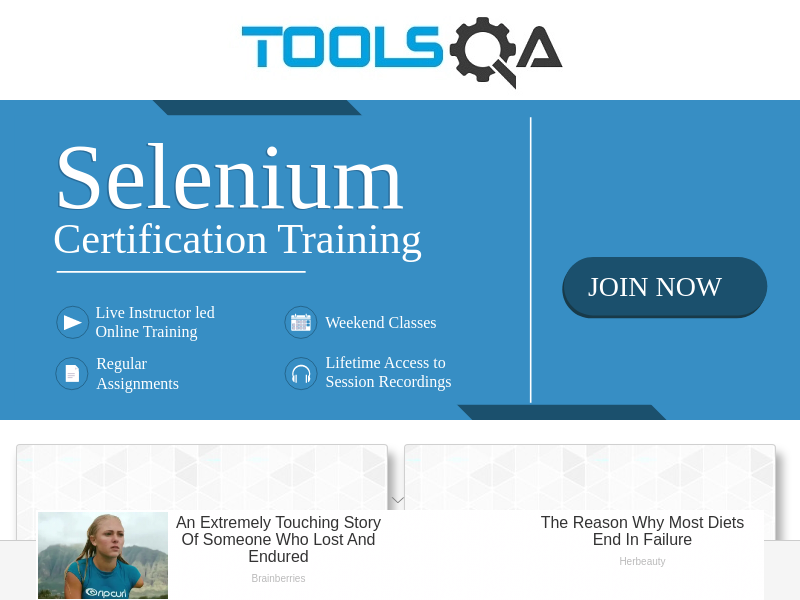 TOOLSQA
Selenium
Certification Training
JOIN NOW
Live Instructor led
Online Training
Weekend Classes
Regular
Assignments
Lifetime Access to
Session Recordings
An Extremely Touching Story
Of Someone Who Lost And
Endured
Brainberries
The Reason Why Most Diets
End In Failure
Herbeauty
ripcurl